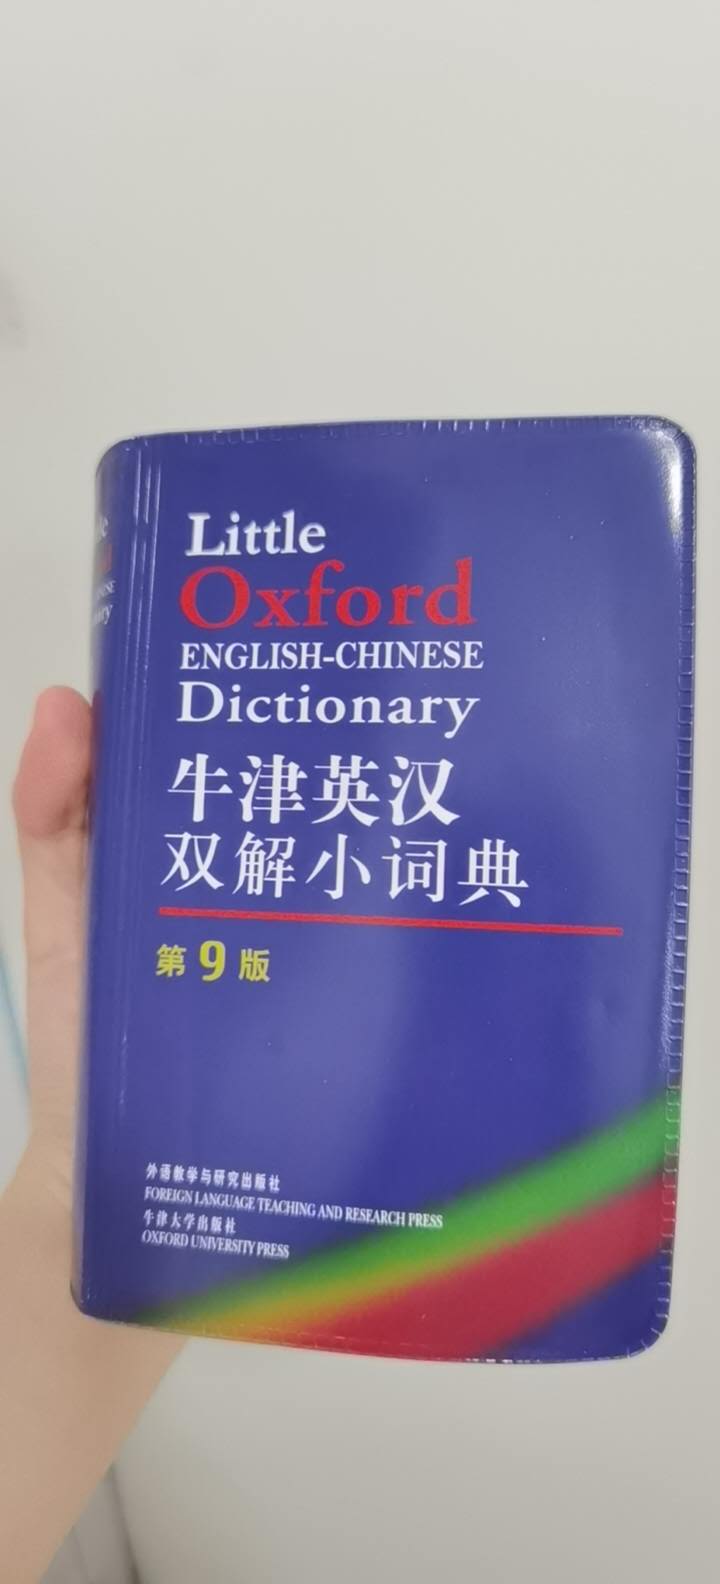 Little
Oxford
ENGLISH-CHINESE
Dictionary
牛津英汉
双解小词典
第9版
外语教学与研究出版社
FOREIGN LANGUAGE TEACHING AND RESEARCH PRESS
牛津大学出版社
OXFORD UNIVERSITY PRESS